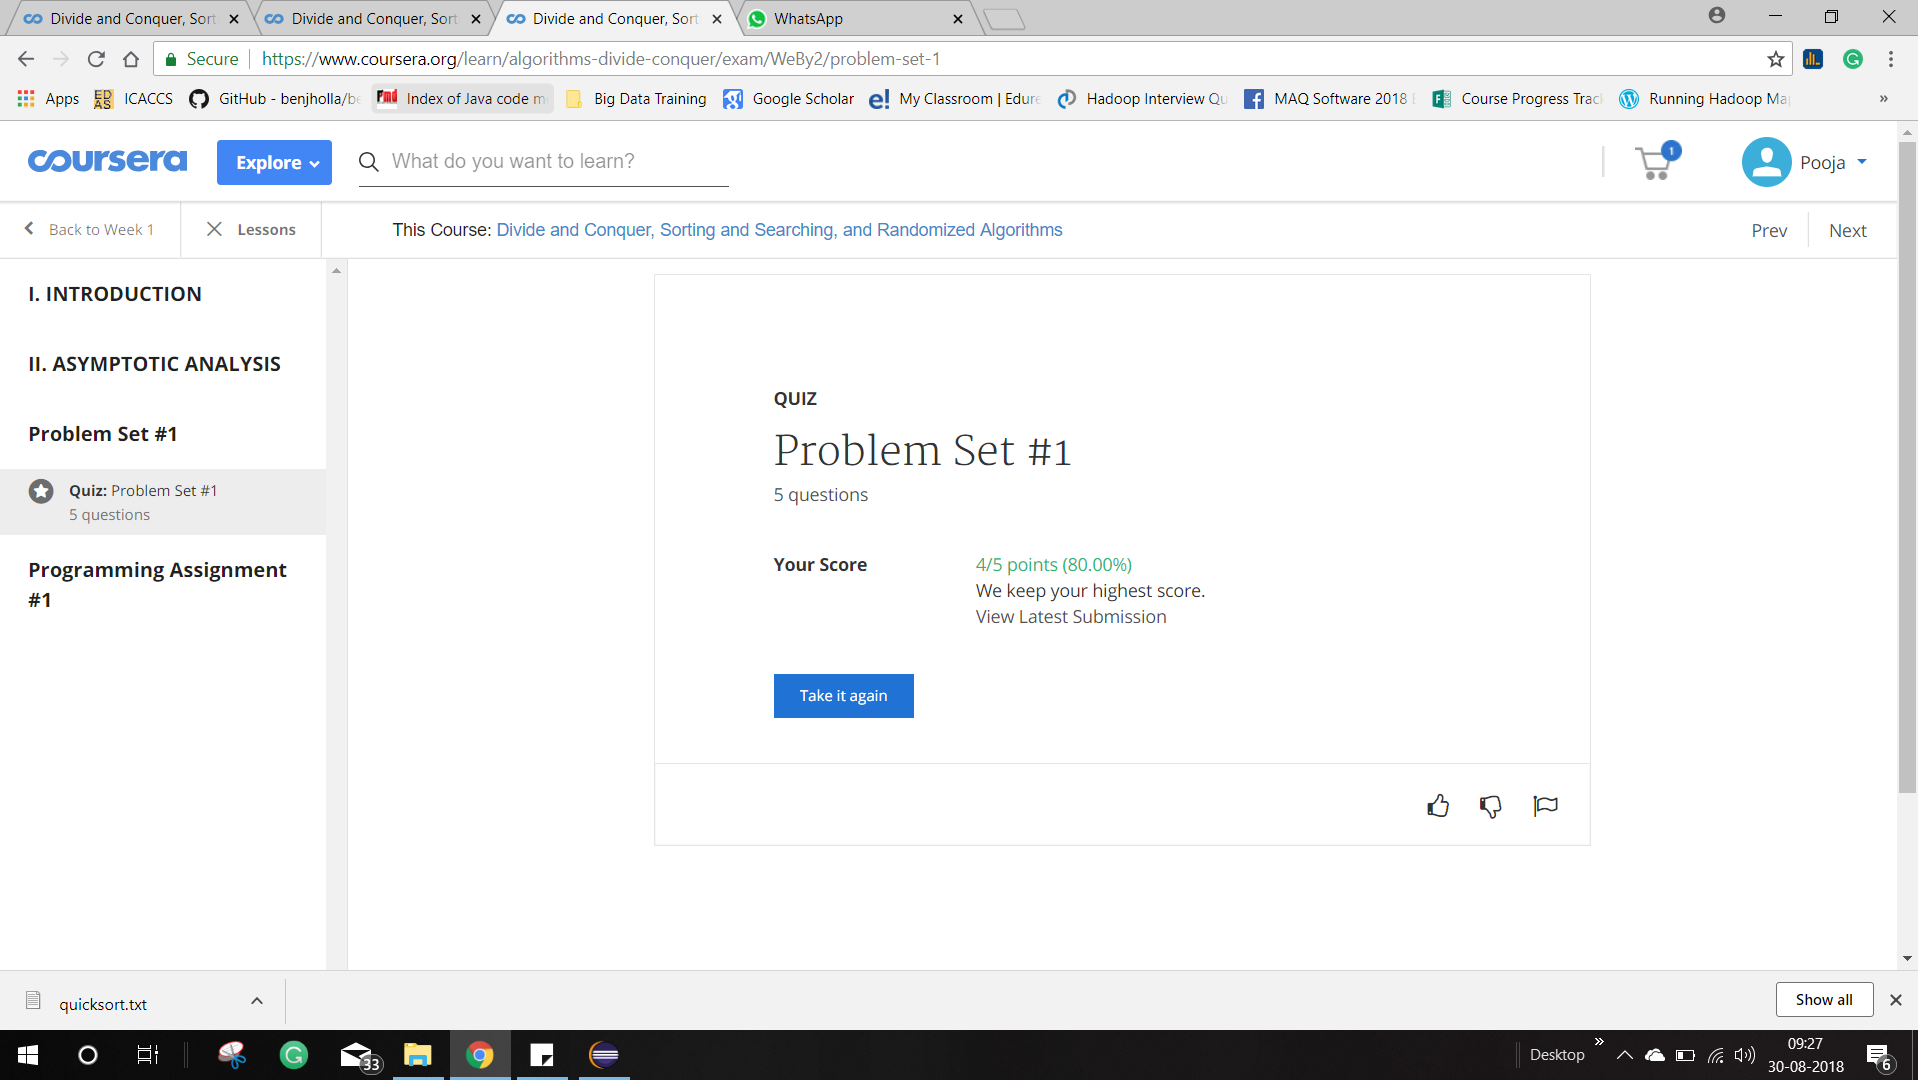 Divide and Conquer, Sort
Divide and Conquer, Sort
Divide and Conquer, Sort
WhatsApp
Secure
https://www.coursera.org/learn/algorithms-divide-conquer/exam/WeBy2/problem-set-1
Apps
EDAS
ICACCS
GitHub - benjholla/be
Fmd
Index of Java code m
Big Data Training
Google Scholar
e!
My Classroom | Edure
Hadoop Interview Qu
MAQ Software 2018
Course Progress Trac
Running Hadoop Ma
»
coursera
Explore
What do you want to learn?
1
Pooja
Back to Week 1
Lessons
This Course: Divide and Conquer, Sorting and Searching, and Randomized Algorithms
Prev
Next
I. INTRODUCTION
II. ASYMPTOTIC ANALYSIS
Problem Set #1
Quiz: Problem Set #1
5 questions
Programming Assignment
#1
QUIZ
Problem Set #1
5 questions
Your Score
4/5 points (80.00%)
We keep your highest score.
View Latest Submission
Take it again
quicksort.txt
Show all
33
Desktop
»
09:27
30-08-2018
6